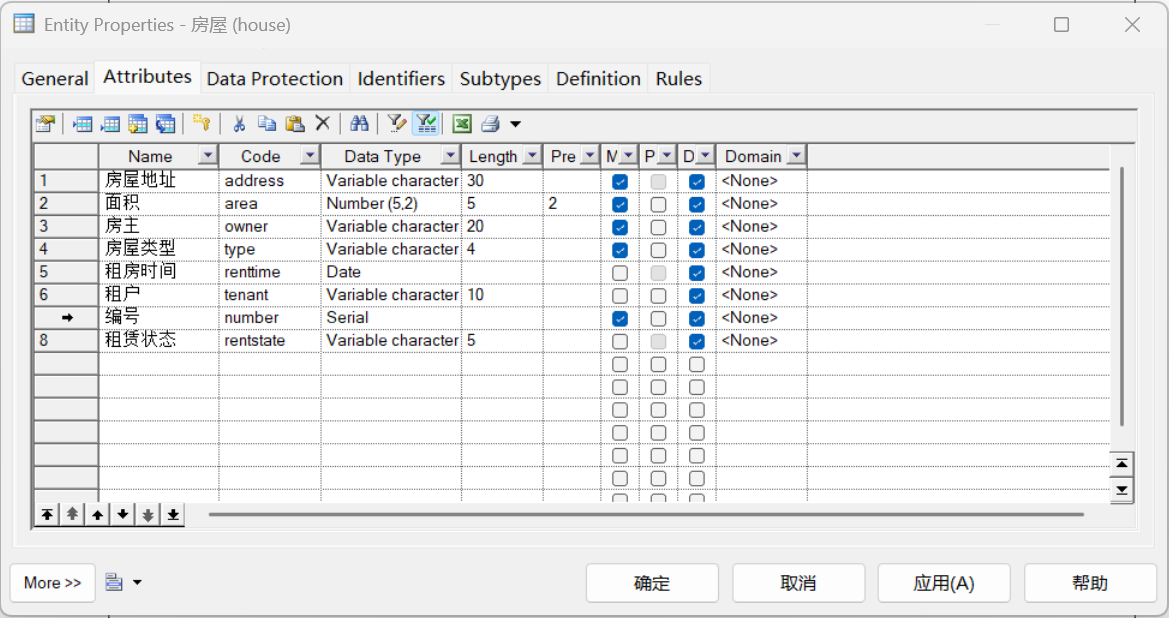 Entity Properties - 房屋 (house)
General Attributes Data Protection Identifiers Subtypes Definition Rules
Name Code Data Type Length Pre M P D Domain
1 房屋地址 address Variable character 30 <None>
2 面积 area Number (5,2) 5 2 <None>
3 房主 owner Variable character 20 <None>
4 房屋类型 type Variable character 4 <None>
5 租房时间 renttime Date <None>
6 租户 tenant Variable character 10 <None>
编号 number Serial <None>
8 租赁状态 rentstate Variable character 5 <None>
More >> 确定 取消 应用(A) 帮助